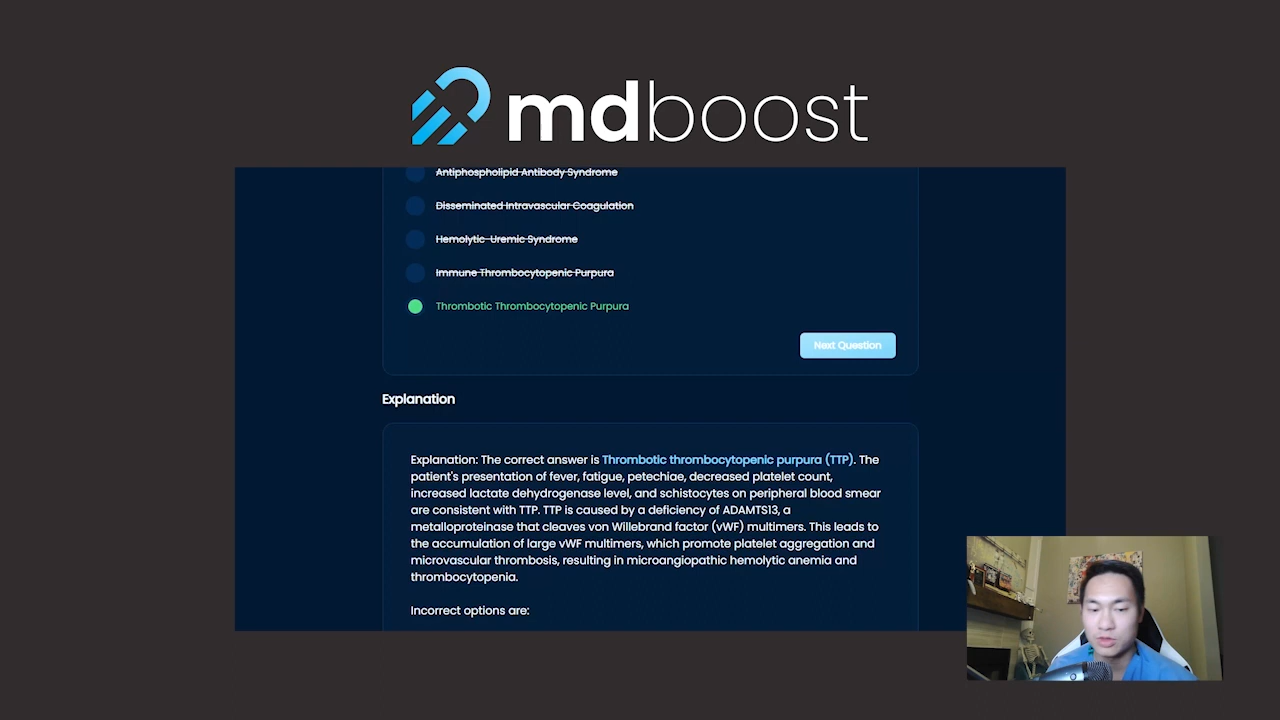 mdboost
Antiphospholipid Antibody Syndrome
Disseminated Intravascular Coagulation
Hemolytic-Uremic Syndrome
Immune Thrombocytopenic Purpura
Thrombotic Thrombocytopenic Purpura
Next Question
Explanation
Explanation: The correct answer is Thrombotic thrombocytopenic purpura (TTP). The
patient's presentation of fever, fatigue, petechiae, decreased platelet count,
increased lactate dehydrogenase level, and schistocytes on peripheral blood smear
are consistent with TTP. TTP is caused by a deficiency of ADAMTS13, a
metalloproteinase that cleaves von Willebrand factor (vWF) multimers. This leads to
the accumulation of large vWF multimers, which promote platelet aggregation and
microvascular thrombosis, resulting in microangiopathic hemolytic anemia and
thrombocytopenia.
Incorrect options are: